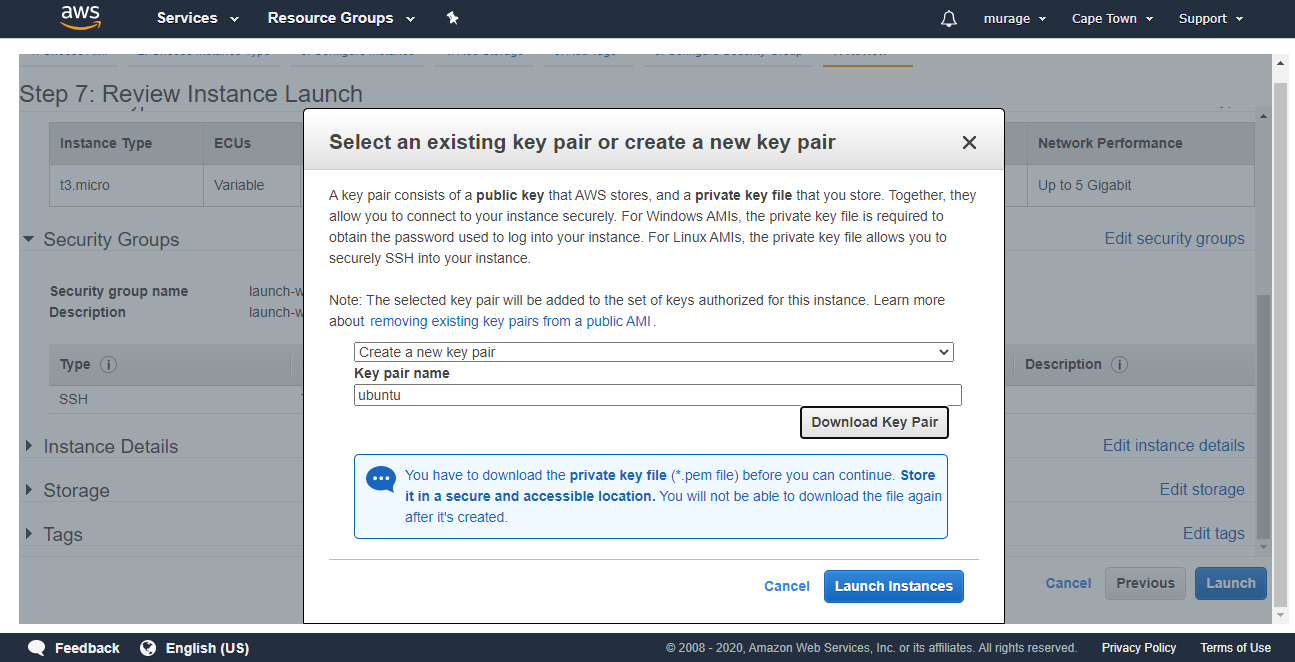 aws
Services
Resource Groups
murage
Cape Town
Support
Step 7: Review Instance Launch
Instance Type
ECUs
Network Performance
t3.micro
Variable
Up to 5 Gigabit
Security Groups
Edit security groups
Security group name
launch-w
Description
launch-w
Type
Description
SSH
Instance Details
Edit instance details
Storage
Edit storage
Tags
Edit tags
Cancel
Previous
Launch
Select an existing key pair or create a new key pair
A key pair consists of a public key that AWS stores, and a private key file that you store. Together, they
allow you to connect to your instance securely. For Windows AMIs, the private key file is required to
obtain the password used to log into your instance. For Linux AMIs, the private key file allows you to
securely SSH into your instance.
Note: The selected key pair will be added to the set of keys authorized for this instance. Learn more
about removing existing key pairs from a public AMI.
Create a new key pair
Key pair name
ubuntu
Download Key Pair
You have to download the private key file (*.pem file) before you can continue. Store
it in a secure and accessible location. You will not be able to download the file again
after it's created.
Cancel
Launch Instances
Feedback
English (US)
© 2008 - 2020, Amazon Web Services, Inc. or its affiliates. All rights reserved.
Privacy Policy
Terms of Use